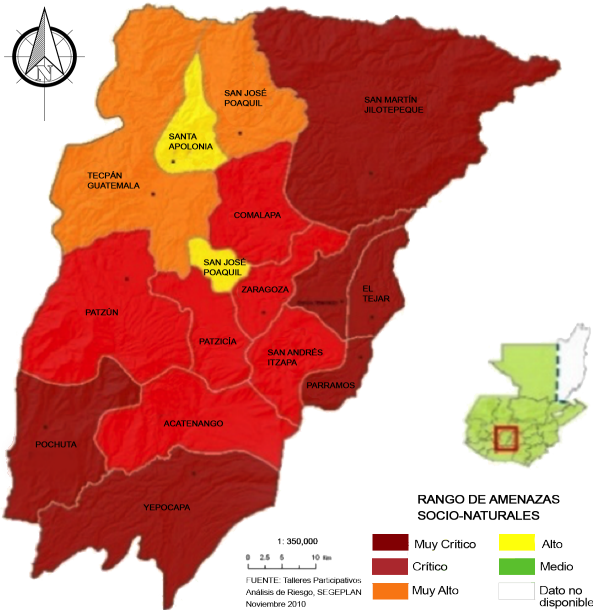 N
SAN JOSÉ
POAQUIL
SAN MARTÍN
JILOTEPEQUE
SANTA
APOLONIA
TECPÁN
GUATEMALA
COMALAPA
SAN JOSÉ
POAQUIL
ZARAGOZA
EL
TEJAR
PATZÚN
PATZICÍA
SAN ANDRÉS
ITZAPA
PARRAMOS
ACATENANGO
POCHUTA
YEPOCAPA
RANGO DE AMENAZAS
SOCIO-NATURALES
Muy Crítico
Alto
Crítico
Medio
Muy Alto
Dato no
disponible
1: 350,000
0 2.5 5 10
FUENTE: Talleres Participativos
Análisis de Riesgo, SEGEPLAN
Noviembre 2010